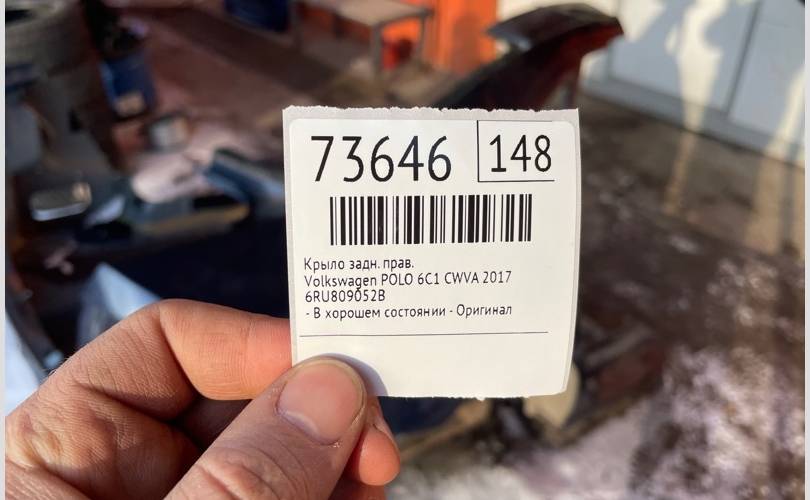 73646 148
Крыло задн. прав.
Volkswagen POLO 6C1 CWVA 2017
6RU809052B
- В хорошем состоянии - Оригинал